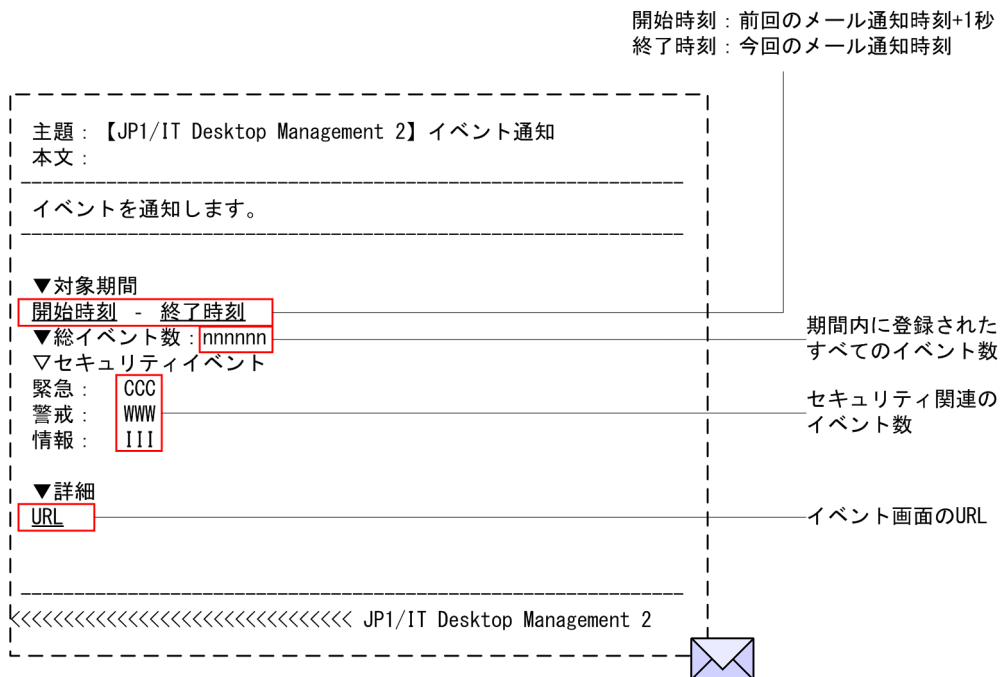 開始時刻：前回のメール通知時刻+1秒
終了時刻：今回のメール通知時刻
主題：【JP1/IT Desktop Management 2】イベント通知
本文：
--------------------------------------------------------------
イベントを通知します。
--------------------------------------------------------------
▼対象期間
開始時刻 - 終了時刻
▼総イベント数：nnnnnn
期間内に登録された
すべてのイベント数
▽セキュリティイベント
緊急： CCC
警戒： WWW
情報： III
セキュリティ関連の
イベント数
▼詳細
URL
イベント画面のURL
--------------------------------------------------------------
<<<<<<<<<<<<<<<<<<<<<<<<<<<<<<<< JP1/IT Desktop Management 2